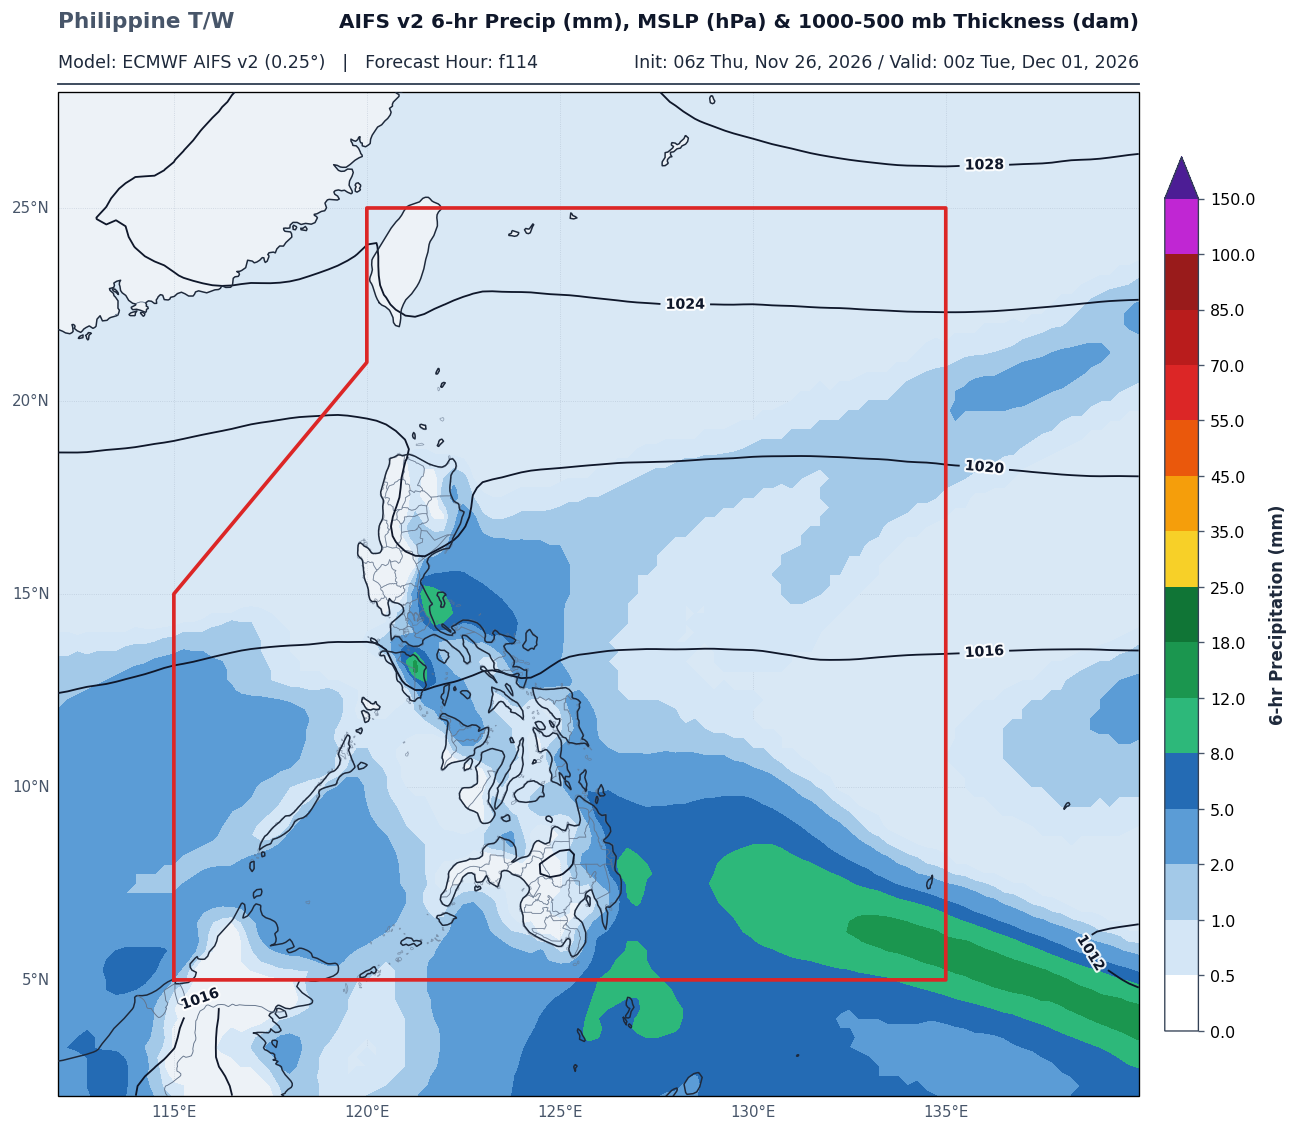 Philippine T/W
AIFS v2 6-hr Precip (mm), MSLP (hPa) & 1000-500 mb Thickness (dam)
Model: ECMWF AIFS v2 (0.25°)   |   Forecast Hour: f114
Init: 06z Thu, Nov 26, 2026 / Valid: 00z Tue, Dec 01, 2026
1028
1024
1020
1016
1012
1016
25°N
20°N
15°N
10°N
5°N
115°E
120°E
125°E
130°E
135°E
150.0
100.0
85.0
70.0
55.0
45.0
35.0
25.0
18.0
12.0
8.0
5.0
2.0
1.0
0.5
0.0
6-hr Precipitation (mm)